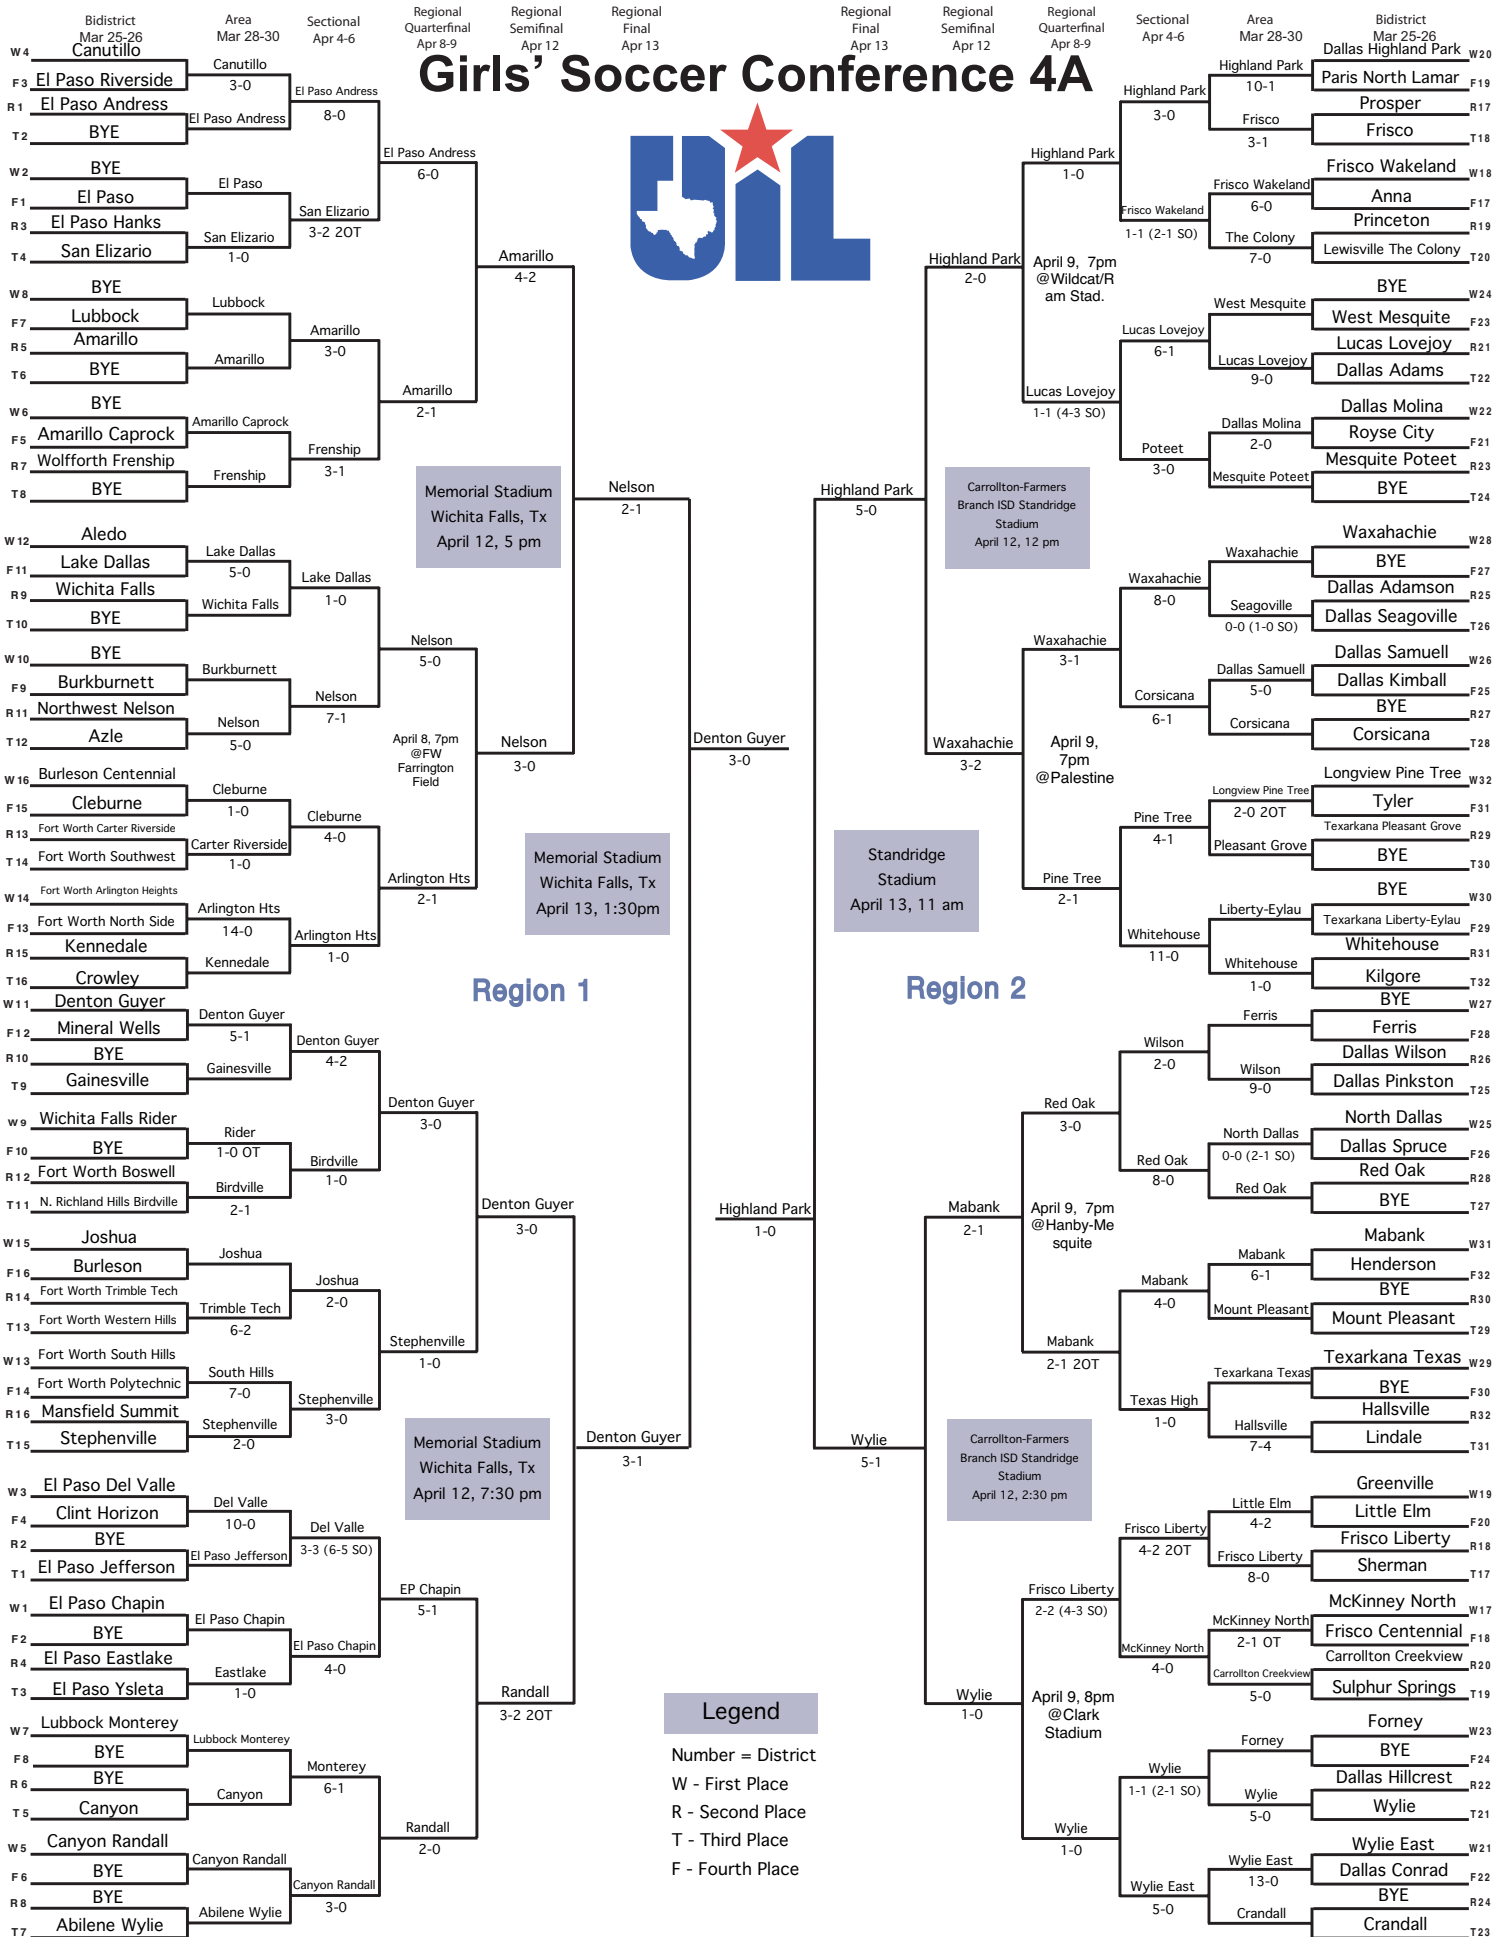 Bidistrict
Mar 25-26
Area
Mar 28-30
Sectional
Apr 4-6
Regional
Quarterfinal
Apr 8-9
Regional
Semifinal
Apr 12
Regional
Final
Apr 13
Regional
Final
Apr 13
Regional
Semifinal
Apr 12
Regional
Quarterfinal
Apr 8-9
Sectional
Apr 4-6
Area
Mar 28-30
Bidistrict
Mar 25-26
Girls' Soccer Conference 4A
UIL
W4 Canutillo
F3 El Paso Riverside
R1 El Paso Andress
T2 BYE
W2 BYE
F1 El Paso
R3 El Paso Hanks
T4 San Elizario
W8 BYE
F7 Lubbock
R5 Amarillo
T6 BYE
W6 BYE
F5 Amarillo Caprock
R7 Wolfforth Frenship
T8 BYE
W12 Aledo
F11 Lake Dallas
R9 Wichita Falls
T10 BYE
W10 BYE
F9 Burkburnett
R11 Northwest Nelson
T12 Azle
W16 Burleson Centennial
F15 Cleburne
R13 Fort Worth Carter Riverside
T14 Fort Worth Southwest
W14 Fort Worth Arlington Heights
F13 Fort Worth North Side
R15 Kennedale
T16 Crowley
W11 Denton Guyer
F12 Mineral Wells
R10 BYE
T9 Gainesville
W9 Wichita Falls Rider
F10 BYE
R12 Fort Worth Boswell
T11 N. Richland Hills Birdville
W15 Joshua
F16 Burleson
R14 Fort Worth Trimble Tech
T13 Fort Worth Western Hills
W13 Fort Worth South Hills
F14 Fort Worth Polytechnic
R16 Mansfield Summit
T15 Stephenville
W3 El Paso Del Valle
F4 Clint Horizon
R2 BYE
T1 El Paso Jefferson
W1 El Paso Chapin
F2 BYE
R4 El Paso Eastlake
T3 El Paso Ysleta
W7 Lubbock Monterey
F8 BYE
R6 BYE
T5 Canyon
W5 Canyon Randall
F6 BYE
R8 BYE
T7 Abilene Wylie
Canutillo
3-0
El Paso Andress
El Paso
San Elizario
1-0
Lubbock
Amarillo
Amarillo Caprock
Frenship
Lake Dallas
5-0
Wichita Falls
Burkburnett
Nelson
5-0
Cleburne
1-0
Carter Riverside
1-0
Arlington Hts
14-0
Kennedale
Denton Guyer
5-1
Gainesville
Rider
1-0 OT
Birdville
2-1
Joshua
Trimble Tech
6-2
South Hills
7-0
Stephenville
2-0
Del Valle
10-0
El Paso Jefferson
El Paso Chapin
Eastlake
1-0
Lubbock Monterey
Canyon
Canyon Randall
Abilene Wylie
El Paso Andress
8-0
San Elizario
3-2 2OT
Amarillo
3-0
Frenship
3-1
Lake Dallas
1-0
Nelson
7-1
Cleburne
4-0
Arlington Hts
1-0
Denton Guyer
4-2
Birdville
1-0
Joshua
2-0
Stephenville
3-0
Del Valle
3-3 (6-5 SO)
El Paso Chapin
4-0
Monterey
6-1
Canyon Randall
3-0
El Paso Andress
6-0
Amarillo
2-1
Nelson
5-0
April 8, 7pm
@FW
Farrington
Field
Arlington Hts
2-1
Denton Guyer
3-0
Stephenville
1-0
EP Chapin
5-1
Randall
2-0
Amarillo
4-2
Memorial Stadium
Wichita Falls, Tx
April 12, 5 pm
Nelson
3-0
Denton Guyer
3-0
Memorial Stadium
Wichita Falls, Tx
April 12, 7:30 pm
Randall
3-2 2OT
Nelson
2-1
Memorial Stadium
Wichita Falls, Tx
April 13, 1:30pm
Denton Guyer
3-1
Denton Guyer
3-0
Region 1
Region 2
Highland Park
1-0
Highland Park
5-0
Standridge
Stadium
April 13, 11 am
Wylie
5-1
Highland Park
2-0
Carrollton-Farmers
Branch ISD Standridge
Stadium
April 12, 12 pm
Waxahachie
3-2
Mabank
2-1
Carrollton-Farmers
Branch ISD Standridge
Stadium
April 12, 2:30 pm
Wylie
1-0
Highland Park
1-0
April 9, 7pm
@Wildcat/R
am Stad.
Lucas Lovejoy
1-1 (4-3 SO)
Waxahachie
3-1
April 9,
7pm
@Palestine
Pine Tree
2-1
Red Oak
3-0
April 9, 7pm
@Hanby-Me
squite
Mabank
2-1 2OT
Frisco Liberty
2-2 (4-3 SO)
April 9, 8pm
@Clark
Stadium
Wylie
1-0
Highland Park
3-0
Frisco Wakeland
1-1 (2-1 SO)
Lucas Lovejoy
6-1
Poteet
3-0
Waxahachie
8-0
Corsicana
6-1
Pine Tree
4-1
Whitehouse
11-0
Wilson
2-0
Red Oak
8-0
Mabank
4-0
Texas High
1-0
Frisco Liberty
4-2 2OT
McKinney North
4-0
Wylie
1-1 (2-1 SO)
Wylie East
5-0
Highland Park
10-1
Frisco
3-1
Frisco Wakeland
6-0
The Colony
7-0
West Mesquite
Lucas Lovejoy
9-0
Dallas Molina
2-0
Mesquite Poteet
Waxahachie
Seagoville
0-0 (1-0 SO)
Dallas Samuell
5-0
Corsicana
Longview Pine Tree
2-0 2OT
Pleasant Grove
Liberty-Eylau
Whitehouse
1-0
Ferris
Wilson
9-0
North Dallas
0-0 (2-1 SO)
Red Oak
Mabank
6-1
Mount Pleasant
Texarkana Texas
Hallsville
7-4
Little Elm
4-2
Frisco Liberty
8-0
McKinney North
2-1 OT
Carrollton Creekview
5-0
Forney
Wylie
5-0
Wylie East
13-0
Crandall
Dallas Highland Park W20
Paris North Lamar F19
Prosper R17
Frisco T18
Frisco Wakeland W18
Anna F17
Princeton R19
Lewisville The Colony T20
BYE W24
West Mesquite F23
Lucas Lovejoy R21
Dallas Adams T22
Dallas Molina W22
Royse City F21
Mesquite Poteet R23
BYE T24
Waxahachie W28
BYE F27
Dallas Adamson R25
Dallas Seagoville T26
Dallas Samuell W26
Dallas Kimball F25
BYE R27
Corsicana T28
Longview Pine Tree W32
Tyler F31
Texarkana Pleasant Grove R29
BYE T30
BYE W30
Texarkana Liberty-Eylau F29
Whitehouse R31
Kilgore T32
BYE W27
Ferris F28
Dallas Wilson R26
Dallas Pinkston T25
North Dallas W25
Dallas Spruce F26
Red Oak R28
BYE T27
Mabank W31
Henderson F32
BYE R30
Mount Pleasant T29
Texarkana Texas W29
BYE F30
Hallsville R32
Lindale T31
Greenville W19
Little Elm F20
Frisco Liberty R18
Sherman T17
McKinney North W17
Frisco Centennial F18
Carrollton Creekview R20
Sulphur Springs T19
Forney W23
BYE F24
Dallas Hillcrest R22
Wylie T21
Wylie East W21
Dallas Conrad F22
BYE R24
Crandall T23
Legend
Number = District
W - First Place
R - Second Place
T - Third Place
F - Fourth Place